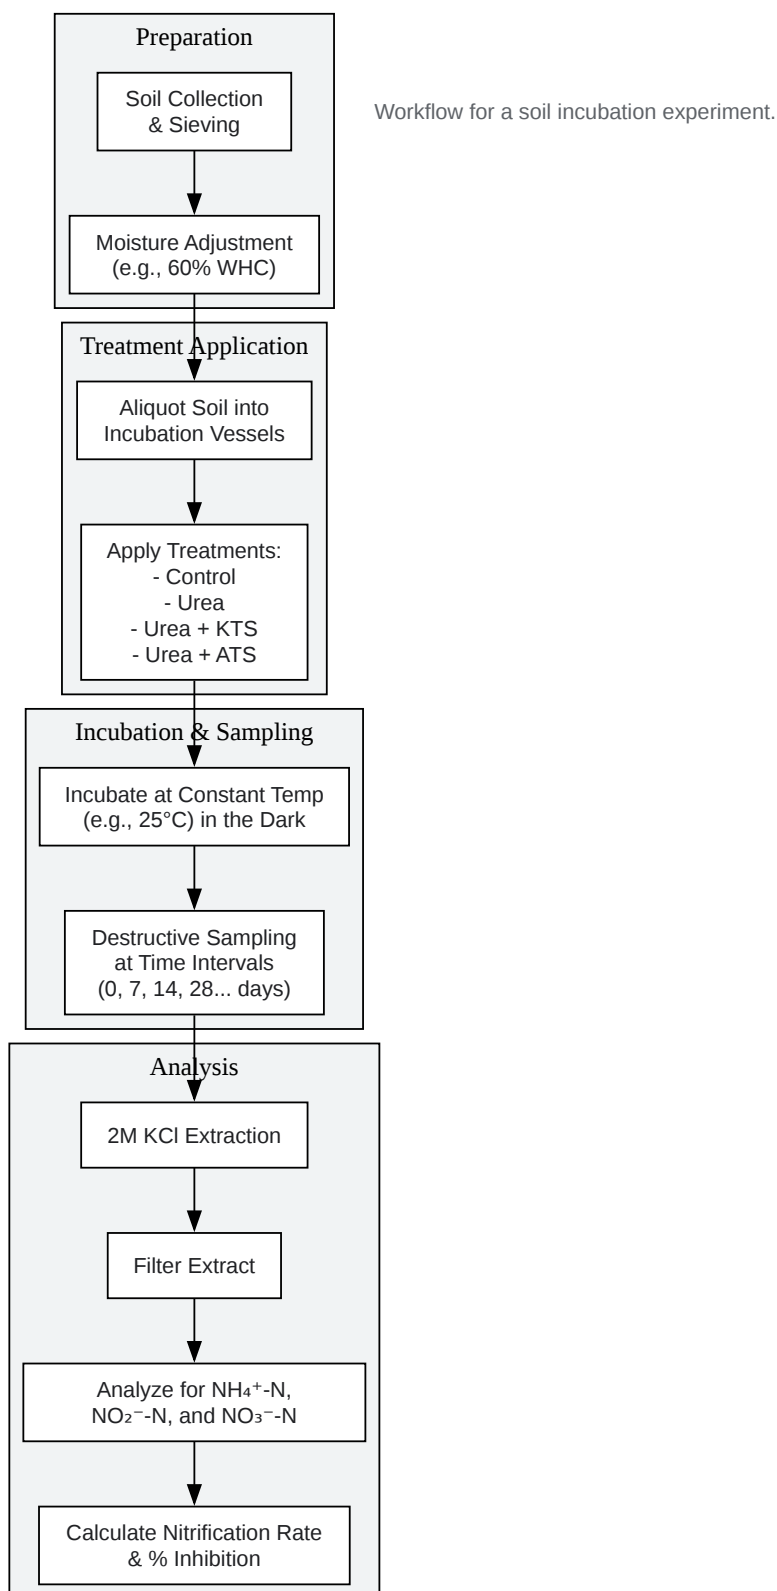 Preparation
Soil Collection
& Sieving
Workflow for a soil incubation experiment.
Moisture Adjustment
(e.g., 60% WHC)
Treatment Application
Aliquot Soil into
Incubation Vessels
Apply Treatments:
- Control
- Urea
- Urea + KTS
- Urea + ATS
Incubation & Sampling
Incubate at Constant Temp
(e.g., 25°C) in the Dark
Destructive Sampling
at Time Intervals
(0, 7, 14, 28... days)
Analysis
2M KCl Extraction
Filter Extract
Analyze for NH₄⁺-N,
NO₂⁻-N, and NO₃⁻-N
Calculate Nitrification Rate
& % Inhibition